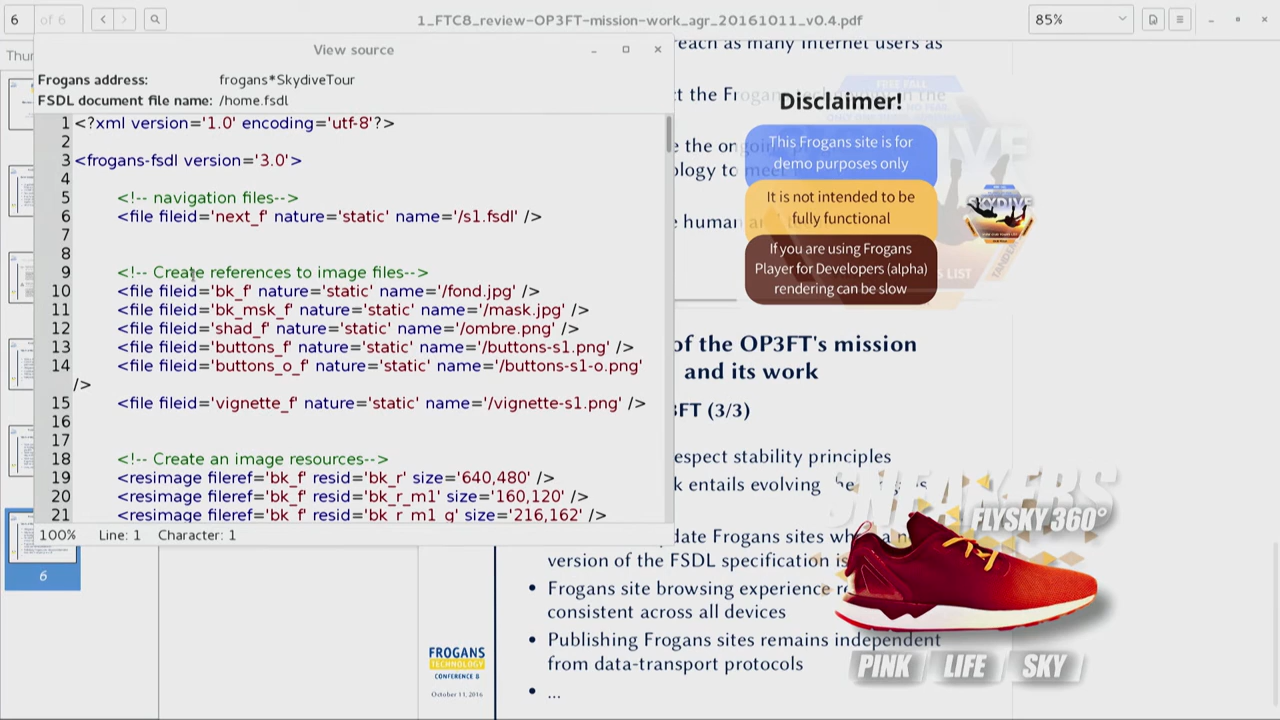 6 of 6
1_FTC8_review-OP3FT-mission-work_agr_20161011_v0.4.pdf
85%
View source
Frogans address: frogans*SkydiveTour
FSDL document file name: /home.fsdl
1 <?xml version='1.0' encoding='utf-8'?>
2
3 <frogans-fsdl version='3.0'>
4
5 <!-- navigation files-->
6 <file fileid='next_f' nature='static' name='/s1.fsdl' />
7
8
9 <!-- Create references to image files-->
10 <file fileid='bk_f' nature='static' name='/fond.jpg' />
11 <file fileid='bk_msk_f' nature='static' name='/mask.jpg' />
12 <file fileid='shad_f' nature='static' name='/ombre.png' />
13 <file fileid='buttons_f' nature='static' name='/buttons-s1.png' />
14 <file fileid='buttons_o_f' nature='static' name='/buttons-s1-o.png'
/>
15 <file fileid='vignette_f' nature='static' name='/vignette-s1.png' />
16
17
18 <!-- Create an image resources-->
19 <resimage fileref='bk_f' resid='bk_r' size='640,480' />
20 <resimage fileref='bk_f' resid='bk_r_m1' size='160,120' />
21 <resimage fileref='bk_f' resid='bk_r_m1_g' size='216,162' />
100% Line: 1 Character: 1
6
reach as many Internet users as
FREE FALL
Disclaimer!
This Frogans site is for
demo purposes only
It is not intended to be
fully functional
If you are using Frogans
Player for Developers (alpha)
rendering can be slow
SKYDIVE
of the OP3FT's mission
and its work
(3/3)
respect stability principles
entails evolving
date Frogans sites
version of the FSDL specification is
• Frogans site browsing experience
consistent across all devices
• Publishing Frogans sites remains independent
from data-transport protocols
• ...
SNEAKERS
FLYSKY 360°
PINK LIFE SKY
FROGANS
TECHNOLOGY
CONFERENCE 8
October 11, 2016